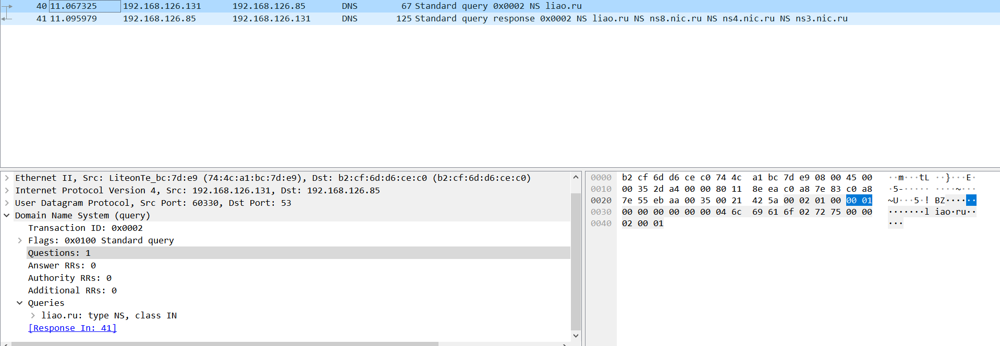 40 11.067325 192.168.126.131 192.168.126.85 DNS 67 Standard query 0x0002 NS liao.ru
41 11.095979 192.168.126.85 192.168.126.131 DNS 125 Standard query response 0x0002 NS liao.ru NS ns8.nic.ru NS ns4.nic.ru NS ns3.nic.ru
Ethernet II, Src: LiteonTe_bc:7d:e9 (74:4c:a1:bc:7d:e9), Dst: b2:cf:6d:d6:ce:c0 (b2:cf:6d:d6:ce:c0)
Internet Protocol Version 4, Src: 192.168.126.131, Dst: 192.168.126.85
User Datagram Protocol, Src Port: 60330, Dst Port: 53
Domain Name System (query)
Transaction ID: 0x0002
Flags: 0x0100 Standard query
Questions: 1
Answer RRs: 0
Authority RRs: 0
Additional RRs: 0
Queries
liao.ru: type NS, class IN
[Response In: 41]
0000 b2 cf 6d d6 ce c0 74 4c a1 bc 7d e9 08 00 45 00 ··m···tL ··}···E·
0010 00 35 2d a4 00 00 80 11 8e ea c0 a8 7e 83 c0 a8 ·5-····· ····~···
0020 7e 55 eb aa 00 35 00 21 42 5a 00 02 01 00 00 01 ~U···5·! BZ······
0030 00 00 00 00 00 00 04 6c 69 61 6f 02 72 75 00 00 ·······l iao·ru··
0040 02 00 01 ···